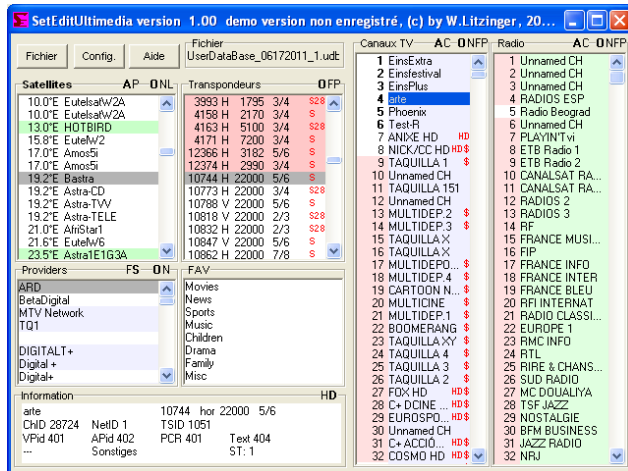 SetEditUltimedia version 1.00 demo version non enregistré, (c) by W.Litzinger, 20...
Fichier Config. Aide
Fichier
UserDataBase_06172011_1.udb
Satellites AP ONL
10.0°E EutelsatW2A
10.0°E EutelsatW2A
13.0°E HOTBIRD
15.8°E EutelW2
17.0°E Amos5i
17.0°E Amos5i
19.2°E Bastra
19.2°E Astra-CD
19.2°E Astra-TVV
19.2°E Astra-TELE
21.0°E AfriStar1
21.6°E EutelW6
23.5°E Astra1E1G3A
Transpondeurs OFP
3993 H 1795 3/4 S28
4158 H 2170 3/4 S
4163 H 5100 3/4 S28
4171 H 7200 3/4 S
12366 H 3182 5/6 S
12374 H 2990 3/4 S
10744 H 22000 5/6 S
10773 H 22000 3/4 S28
10788 V 22000 5/6 S
10818 V 22000 2/3 S28
10832 H 22000 2/3 S28
10847 V 22000 5/6 S
10862 H 22000 7/8 S
Providers FS ON
ARD
BetaDigital
MTV Network
TQ1
DIGITALT+
Digital +
Digital+
FAV
Movies
News
Sports
Music
Children
Drama
Family
Misc
Information HD
arte 10744 hor 22000 5/6
ChID 28724 NetID 1 TSID 1051
VPid 401 APid 402 PCR 401 Text 404
--- Sonstiges ST: 1
Canaux TV AC ONFP
1 EinsExtra
2 Einsfestival
3 EinsPlus
4 arte
5 Phoenix
6 Test-R
7 ANIXE HD HD
8 NICK/CC HD HD$
9 TAQUILLA 1 $
10 Unnamed CH
11 TAQUILLA 151
12 Unnamed CH
13 MULTIDEP.2 $
14 MULTIDEP.3 $
15 TAQUILLA X
16 TAQUILLA X
17 MULTIDEPO... $
18 MULTIDEP.4 $
19 CARTOON N... $
20 MULTICINE $
21 MULTIDEP.1 $
22 BOOMERANG $
23 TAQUILLA XY $
24 TAQUILLA 4 $
25 TAQUILLA 3 $
26 TAQUILLA 2 $
27 FOX HD HD$
28 C+ DCINE ... HD$
29 EUROSPO... HD$
30 Unnamed CH
31 C+ ACCIÓ... HD$
32 COSMO HD HD$
Radio AC ONFP
1 Unnamed CH
2 Unnamed CH
3 Unnamed CH
4 RADIOS ESP
5 Radio Beograd
6 Unnamed CH
7 PLAYIN'Tvi
8 ETB Radio 1
9 ETB Radio 2
10 CANALSAT RA...
11 CANALSAT RA...
12 RADIOS 2
13 RADIOS 3
14 RF
15 FRANCE MUSI...
16 FIP
17 FRANCE INFO
18 FRANCE INTER
19 FRANCE BLEU
20 RFI INTERNAT
21 RADIO CLASSI...
22 EUROPE 1
23 RMC INFO
24 RTL
25 RIRE & CHANS...
26 SUD RADIO
27 MC DOUALIYA
28 TSF JAZZ
29 NOSTALGIE
30 BFM BUSINESS
31 JAZZ RADIO
32 NRJ